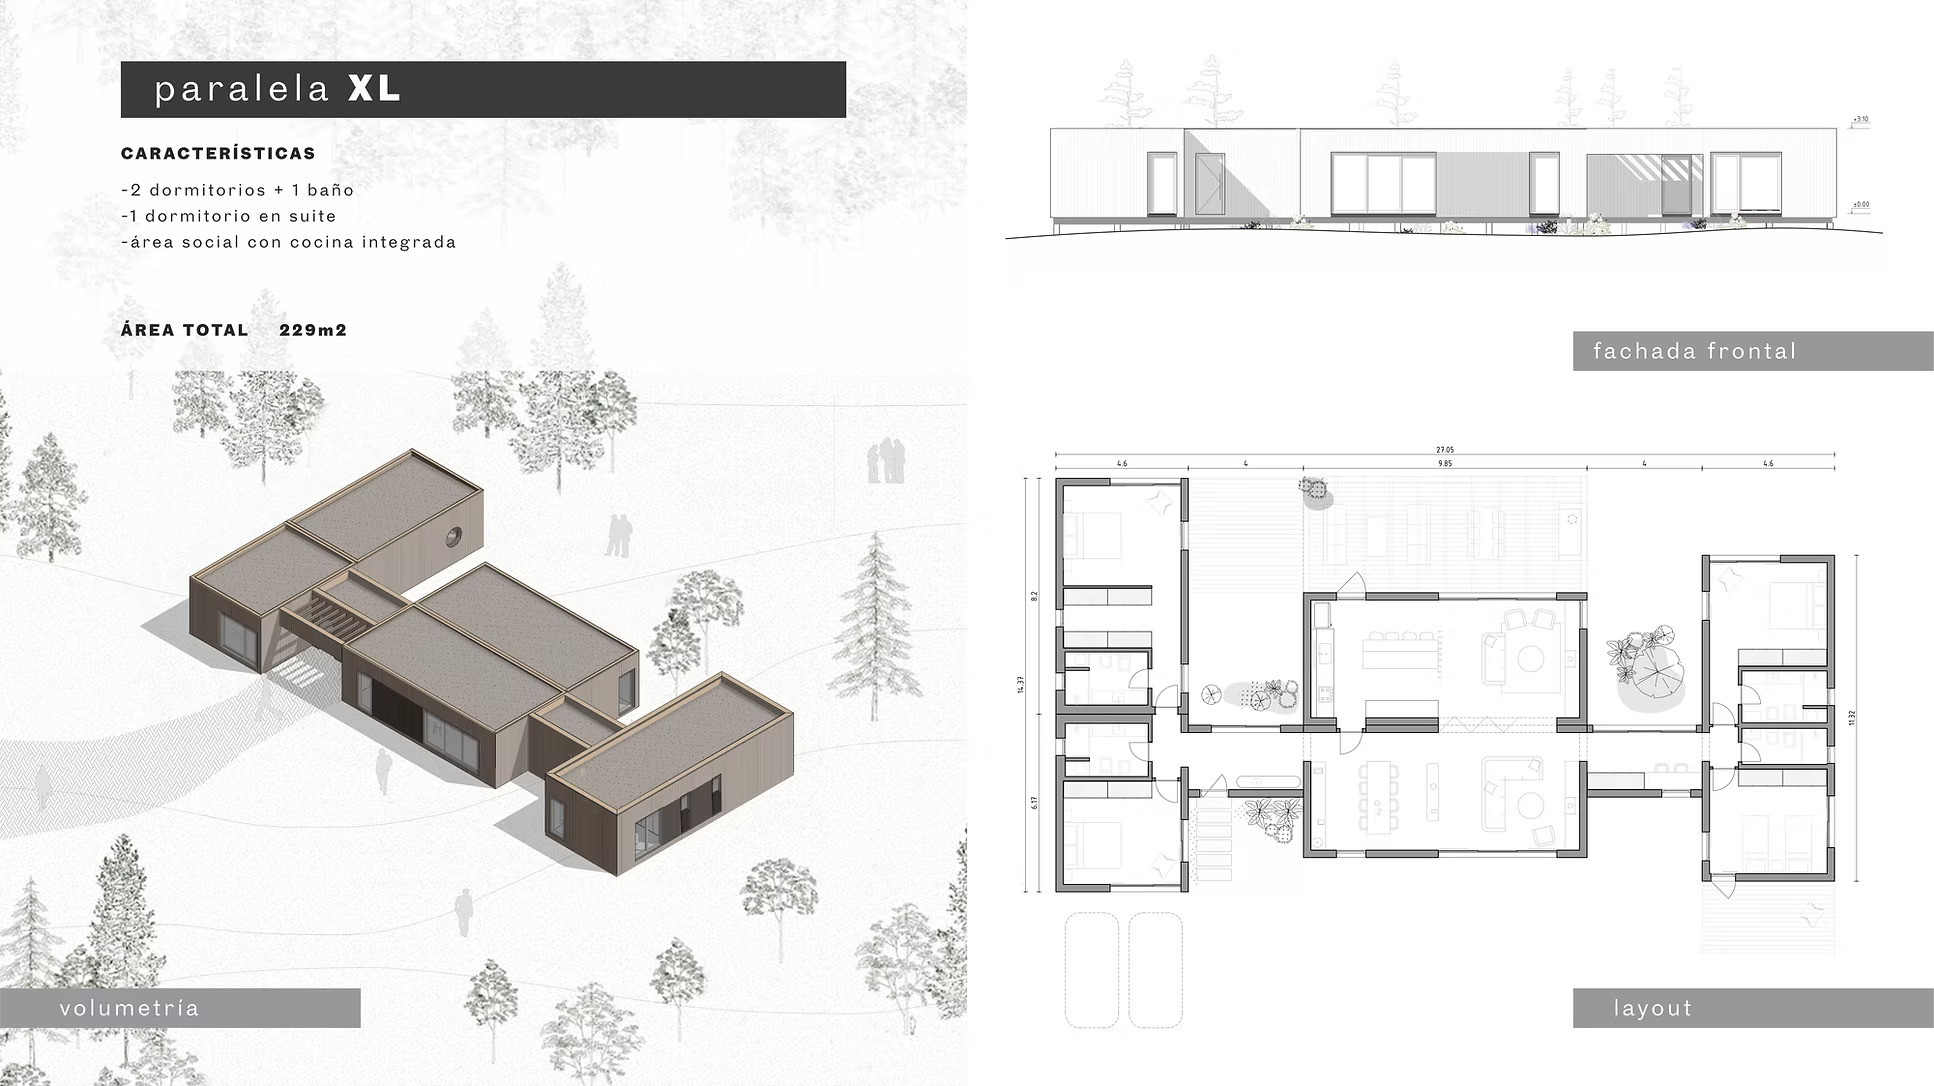 paralela XL
CARACTERÍSTICAS
-2 dormitorios + 1 baño
-1 dormitorio en suite
-área social con cocina integrada
ÁREA TOTAL 229m2
volumetría
+3.10
±0.00
fachada frontal
27.05
4.6 4 9.85 4 4.6
8.2
14.37
6.17
11.32
layout